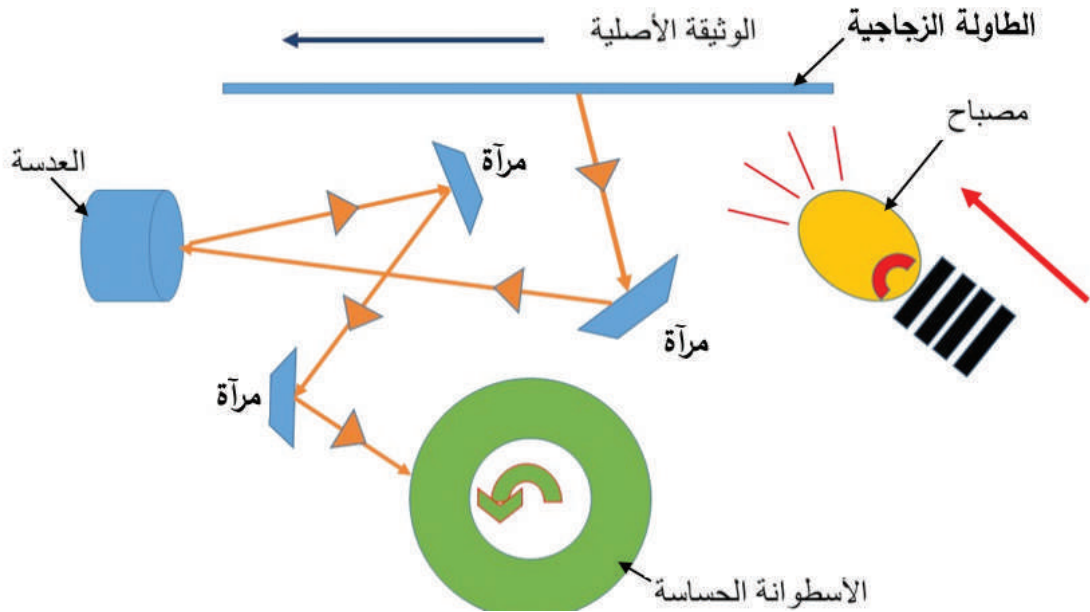 الطاولة الزجاجية
الوثيقة الأصلية
مصباح
مرآة
العدسة
مرآة
مرآة
الأسطوانة الحساسة